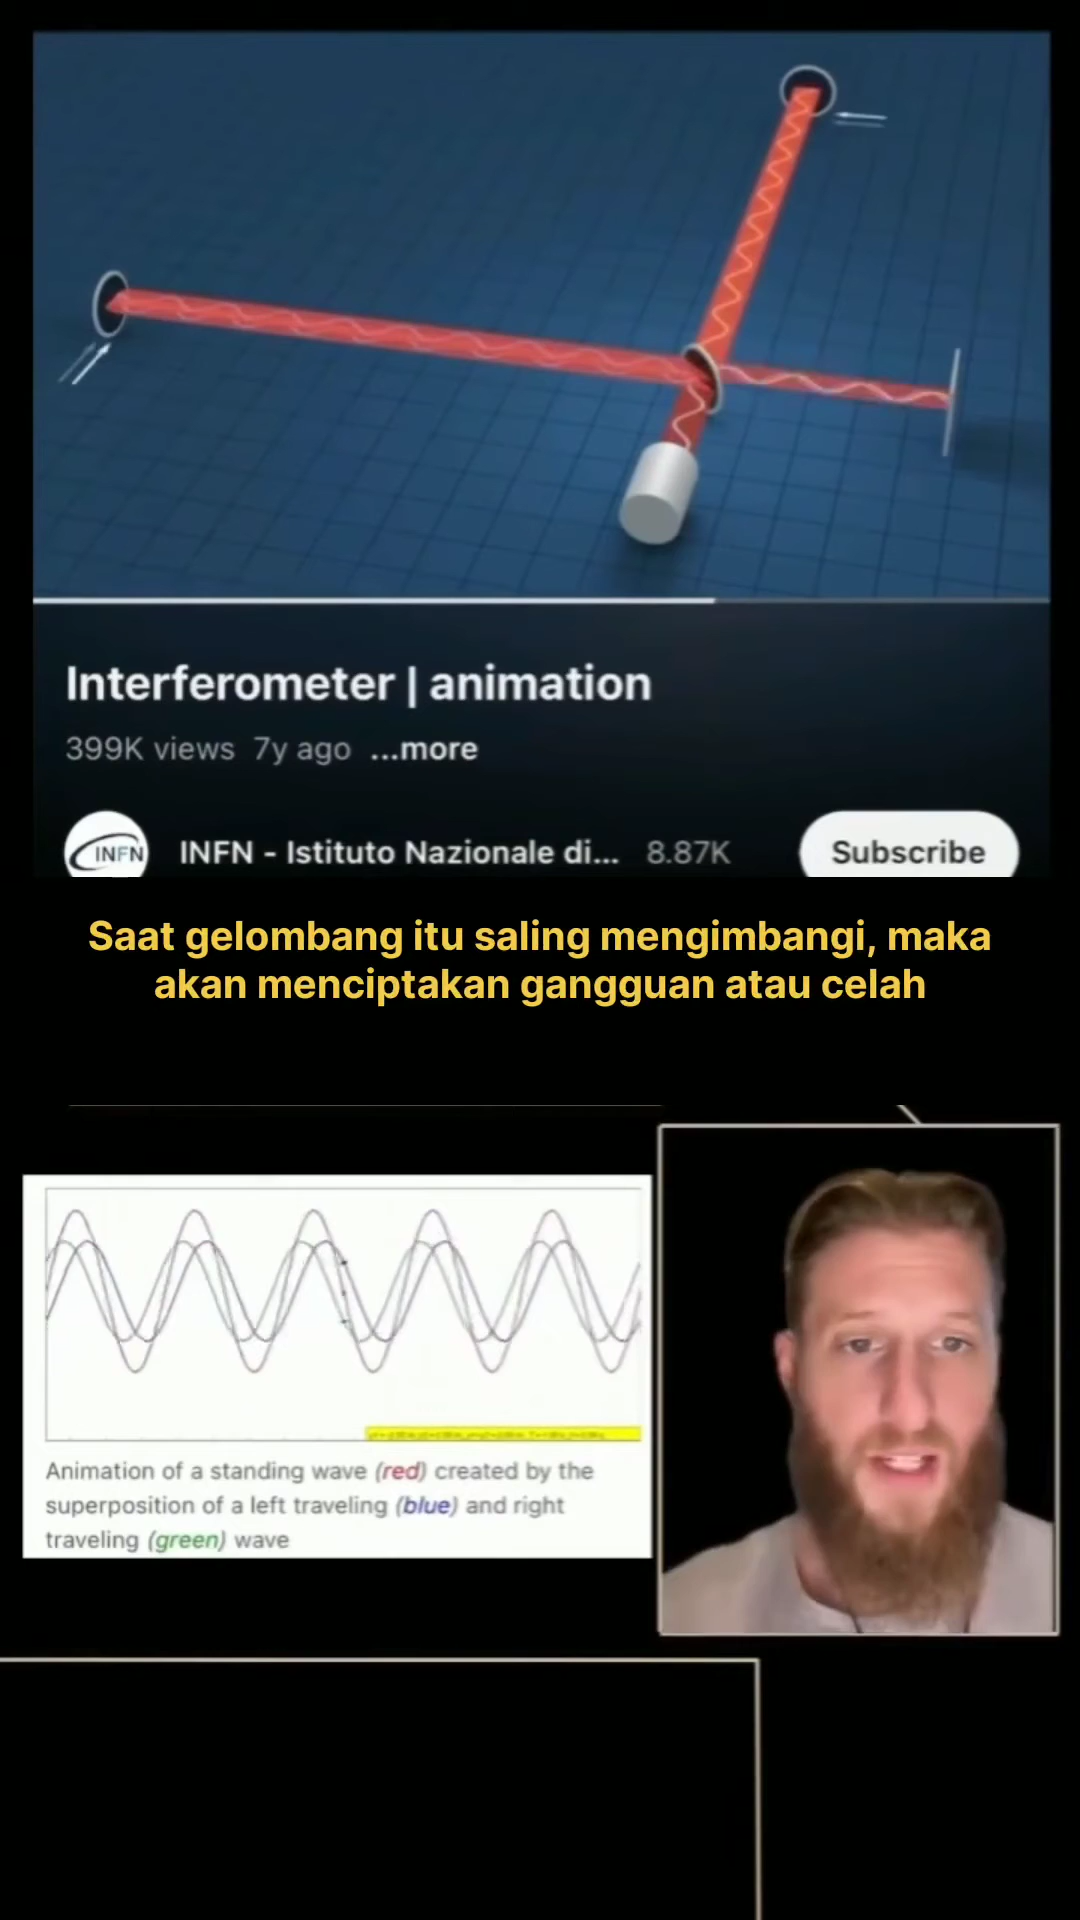 Interferometer | animation
399K views 7y ago ...more
INFN
INFN - Istituto Nazionale di... 8.87K
Subscribe
Saat gelombang itu saling mengimbangi, maka
akan menciptakan gangguan atau celah
Animation of a standing wave (red) created by the
superposition of a left traveling (blue) and right
traveling (green) wave